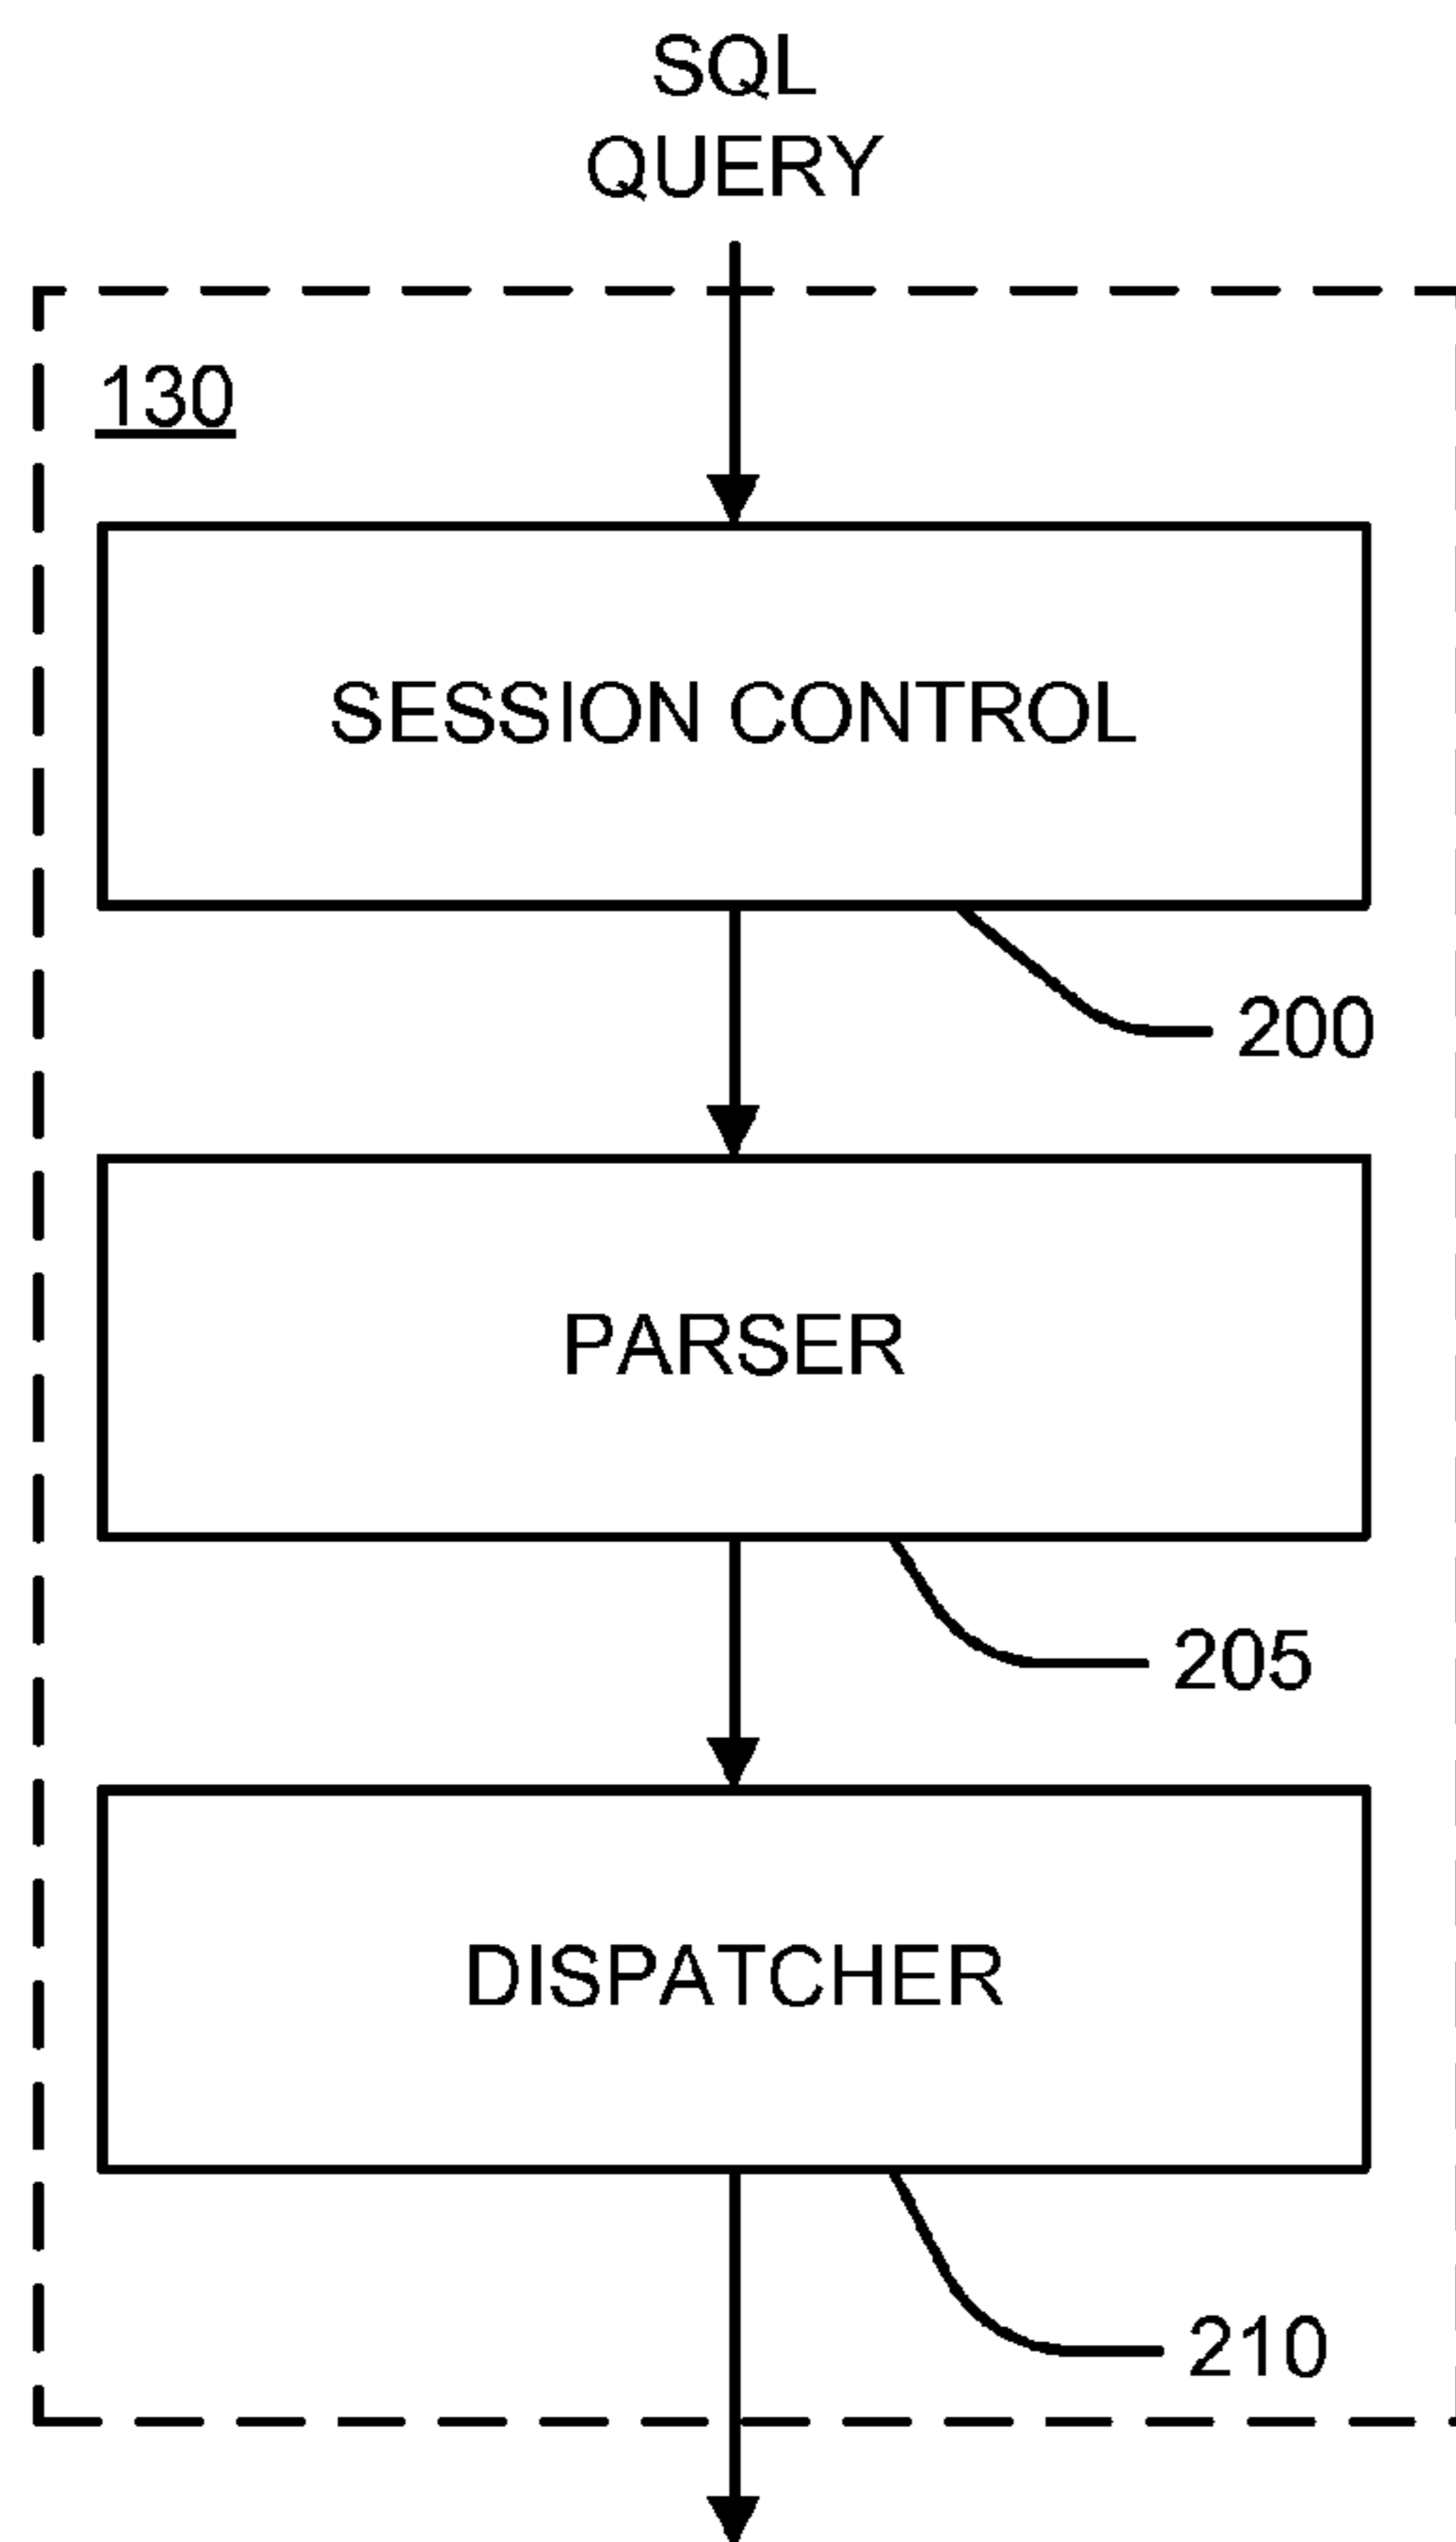 SQL
QUERY
130
SESSION CONTROL
200
PARSER
205
DISPATCHER
210